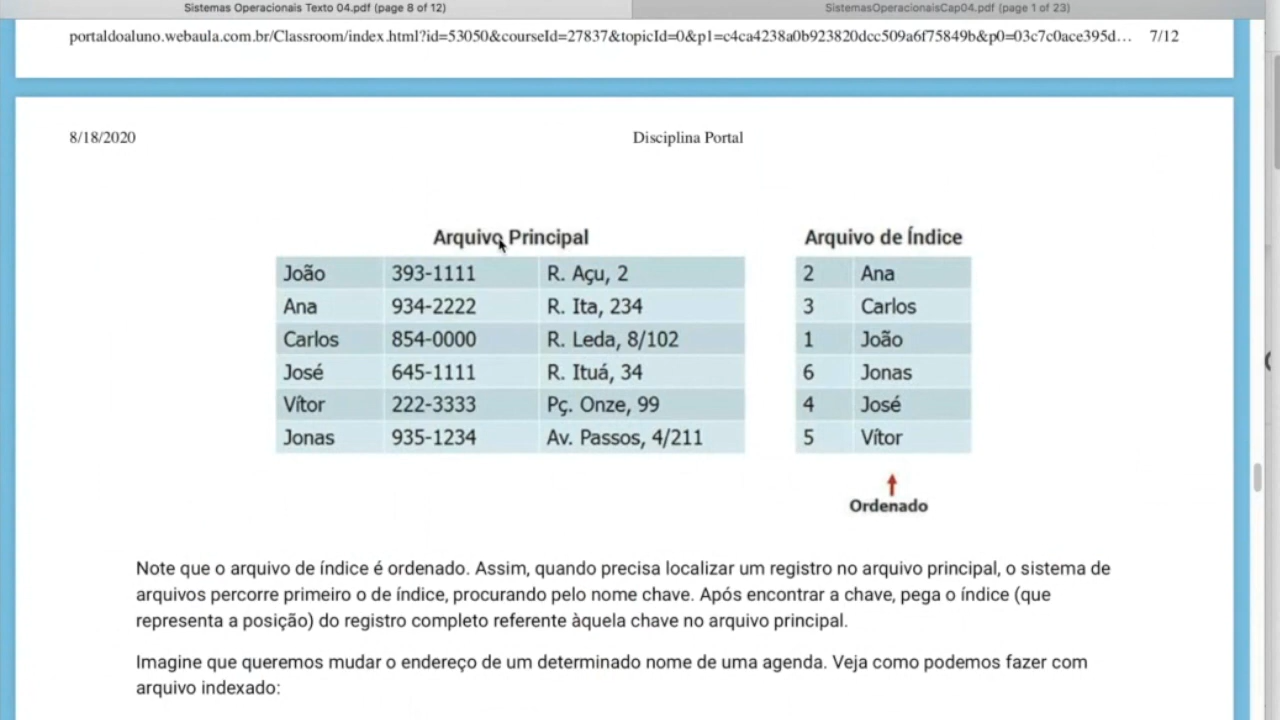 Sistemas Operacionais Texto 04.pdf (page 8 of 12)
SistemasOperacionaisCap04.pdf (page 1 of 23)
portaldoaluno.webaula.com.br/Classroom/index.html?id=53050&courseId=27837&topicId=0&p1=c4ca4238a0b923820dcc509a6f75849b&p0=03c7c0ace395d… 7/12
8/18/2020 Disciplina Portal
Arquivo Principal Arquivo de Índice
João 393-1111 R. Açu, 2 2 Ana
Ana 934-2222 R. Ita, 234 3 Carlos
Carlos 854-0000 R. Leda, 8/102 1 João
José 645-1111 R. Ituá, 34 6 Jonas
Vítor 222-3333 Pç. Onze, 99 4 José
Jonas 935-1234 Av. Passos, 4/211 5 Vítor
Ordenado
Note que o arquivo de índice é ordenado. Assim, quando precisa localizar um registro no arquivo principal, o sistema de
arquivos percorre primeiro o de índice, procurando pelo nome chave. Após encontrar a chave, pega o índice (que
representa a posição) do registro completo referente àquela chave no arquivo principal.
Imagine que queremos mudar o endereço de um determinado nome de uma agenda. Veja como podemos fazer com
arquivo indexado: